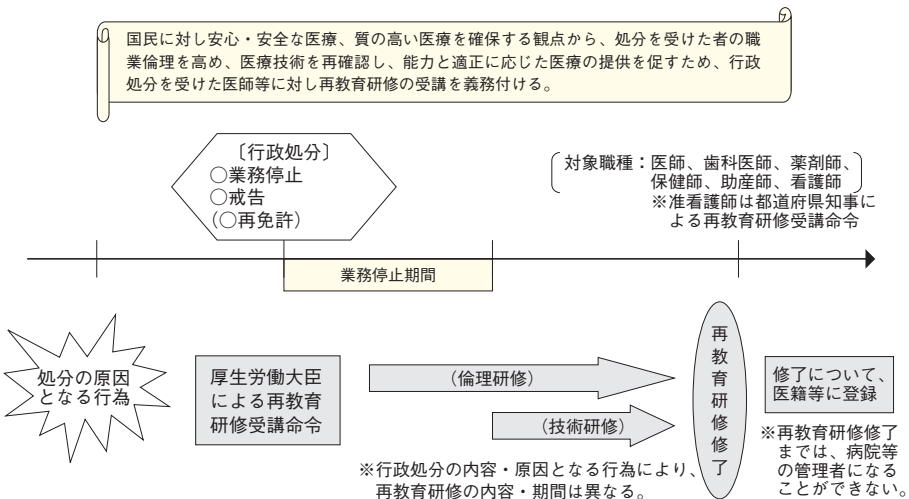 国民に対し安心・安全な医療、質の高い医療を確保する観点から、処分を受けた者の職
業倫理を高め、医療技術を再確認し、能力と適正に応じた医療の提供を促すため、行政
処分を受けた医師等に対し再教育研修の受講を義務付ける。
〔行政処分〕
○業務停止
○戒告
(○再免許)
対象職種:医師、歯科医師、薬剤師、
保健師、助産師、看護師
※准看護師は都道府県知事に
よる再教育研修受講命令
業務停止期間
処分の原因
となる行為
厚生労働大臣
による再教育
研修受講命令
(倫理研修)
(技術研修)
※行政処分の内容・原因となる行為により、
再教育研修の内容・期間は異なる。
再教育研修修了
修了について、
医籍等に登録
※再教育研修修了
までは、病院等
の管理者になる
ことができない。